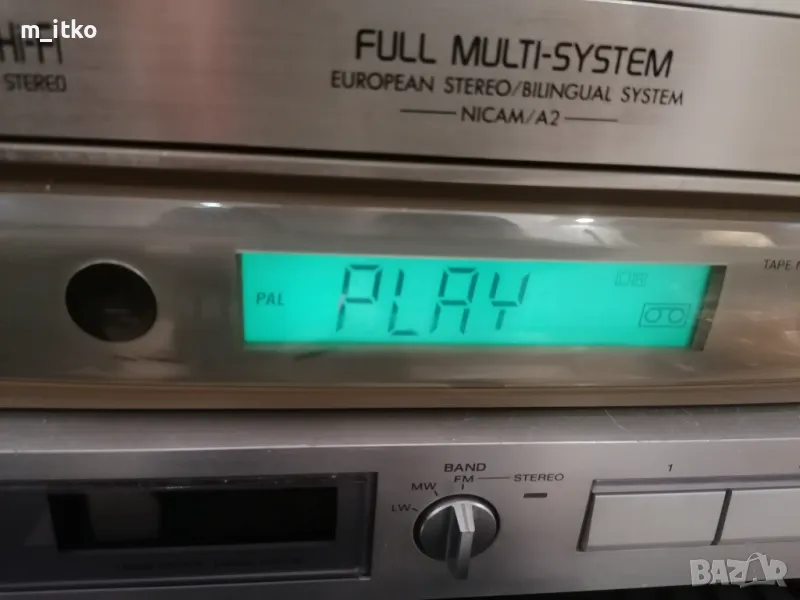 m_itko
HI-FI
STEREO
FULL MULTI-SYSTEM
EUROPEAN STEREO/BILINGUAL SYSTEM
NICAM/A2
TAPE
PAL
PLAY
BAND
FM
STEREO
MW
LW
1
BAZAR